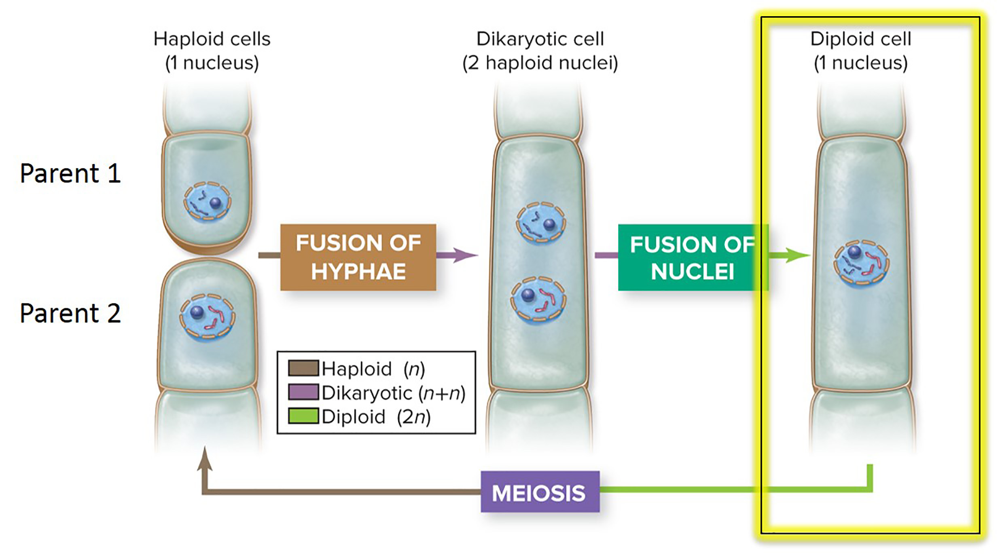 Haploid cells
(1 nucleus)
Dikaryotic cell
(2 haploid nuclei)
Diploid cell
(1 nucleus)
Parent 1
FUSION OF
HYPHAE
FUSION OF
NUCLEI
Parent 2
Haploid (n)
Dikaryotic (n+n)
Diploid (2n)
MEIOSIS